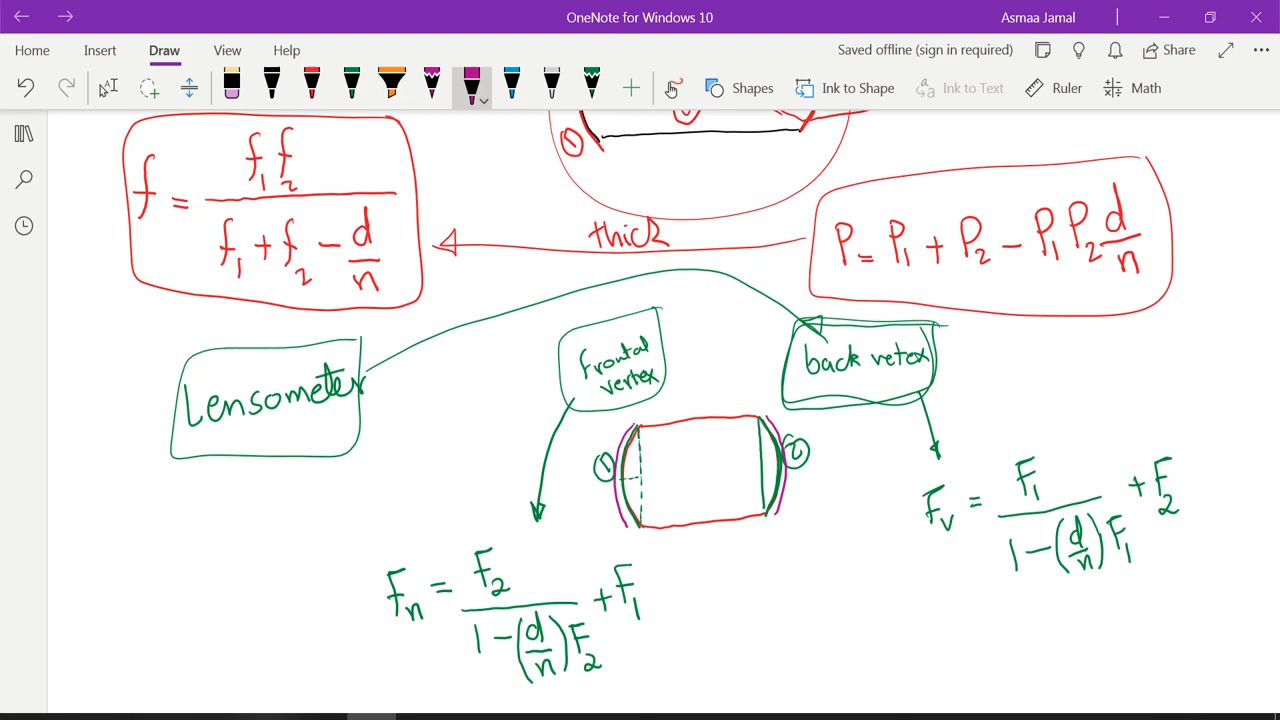 OneNote for Windows 10
Asmaa Jamal
Home Insert Draw View Help
Saved offline (sign in required)
Share
Shapes
Ink to Shape
Ink to Text
Ruler
Math
①
f = f₁ f₂ / (f₁ + f₂ - d/n)
thick
P = P₁ + P₂ - P₁ P₂ d/n
Lensometer
frontal
vertex
back vetex
①
②
Fᵥ = F₁ / (1 - (d/n) F₁) + F₂
Fₙ = F₂ / (1 - (d/n) F₂) + F₁